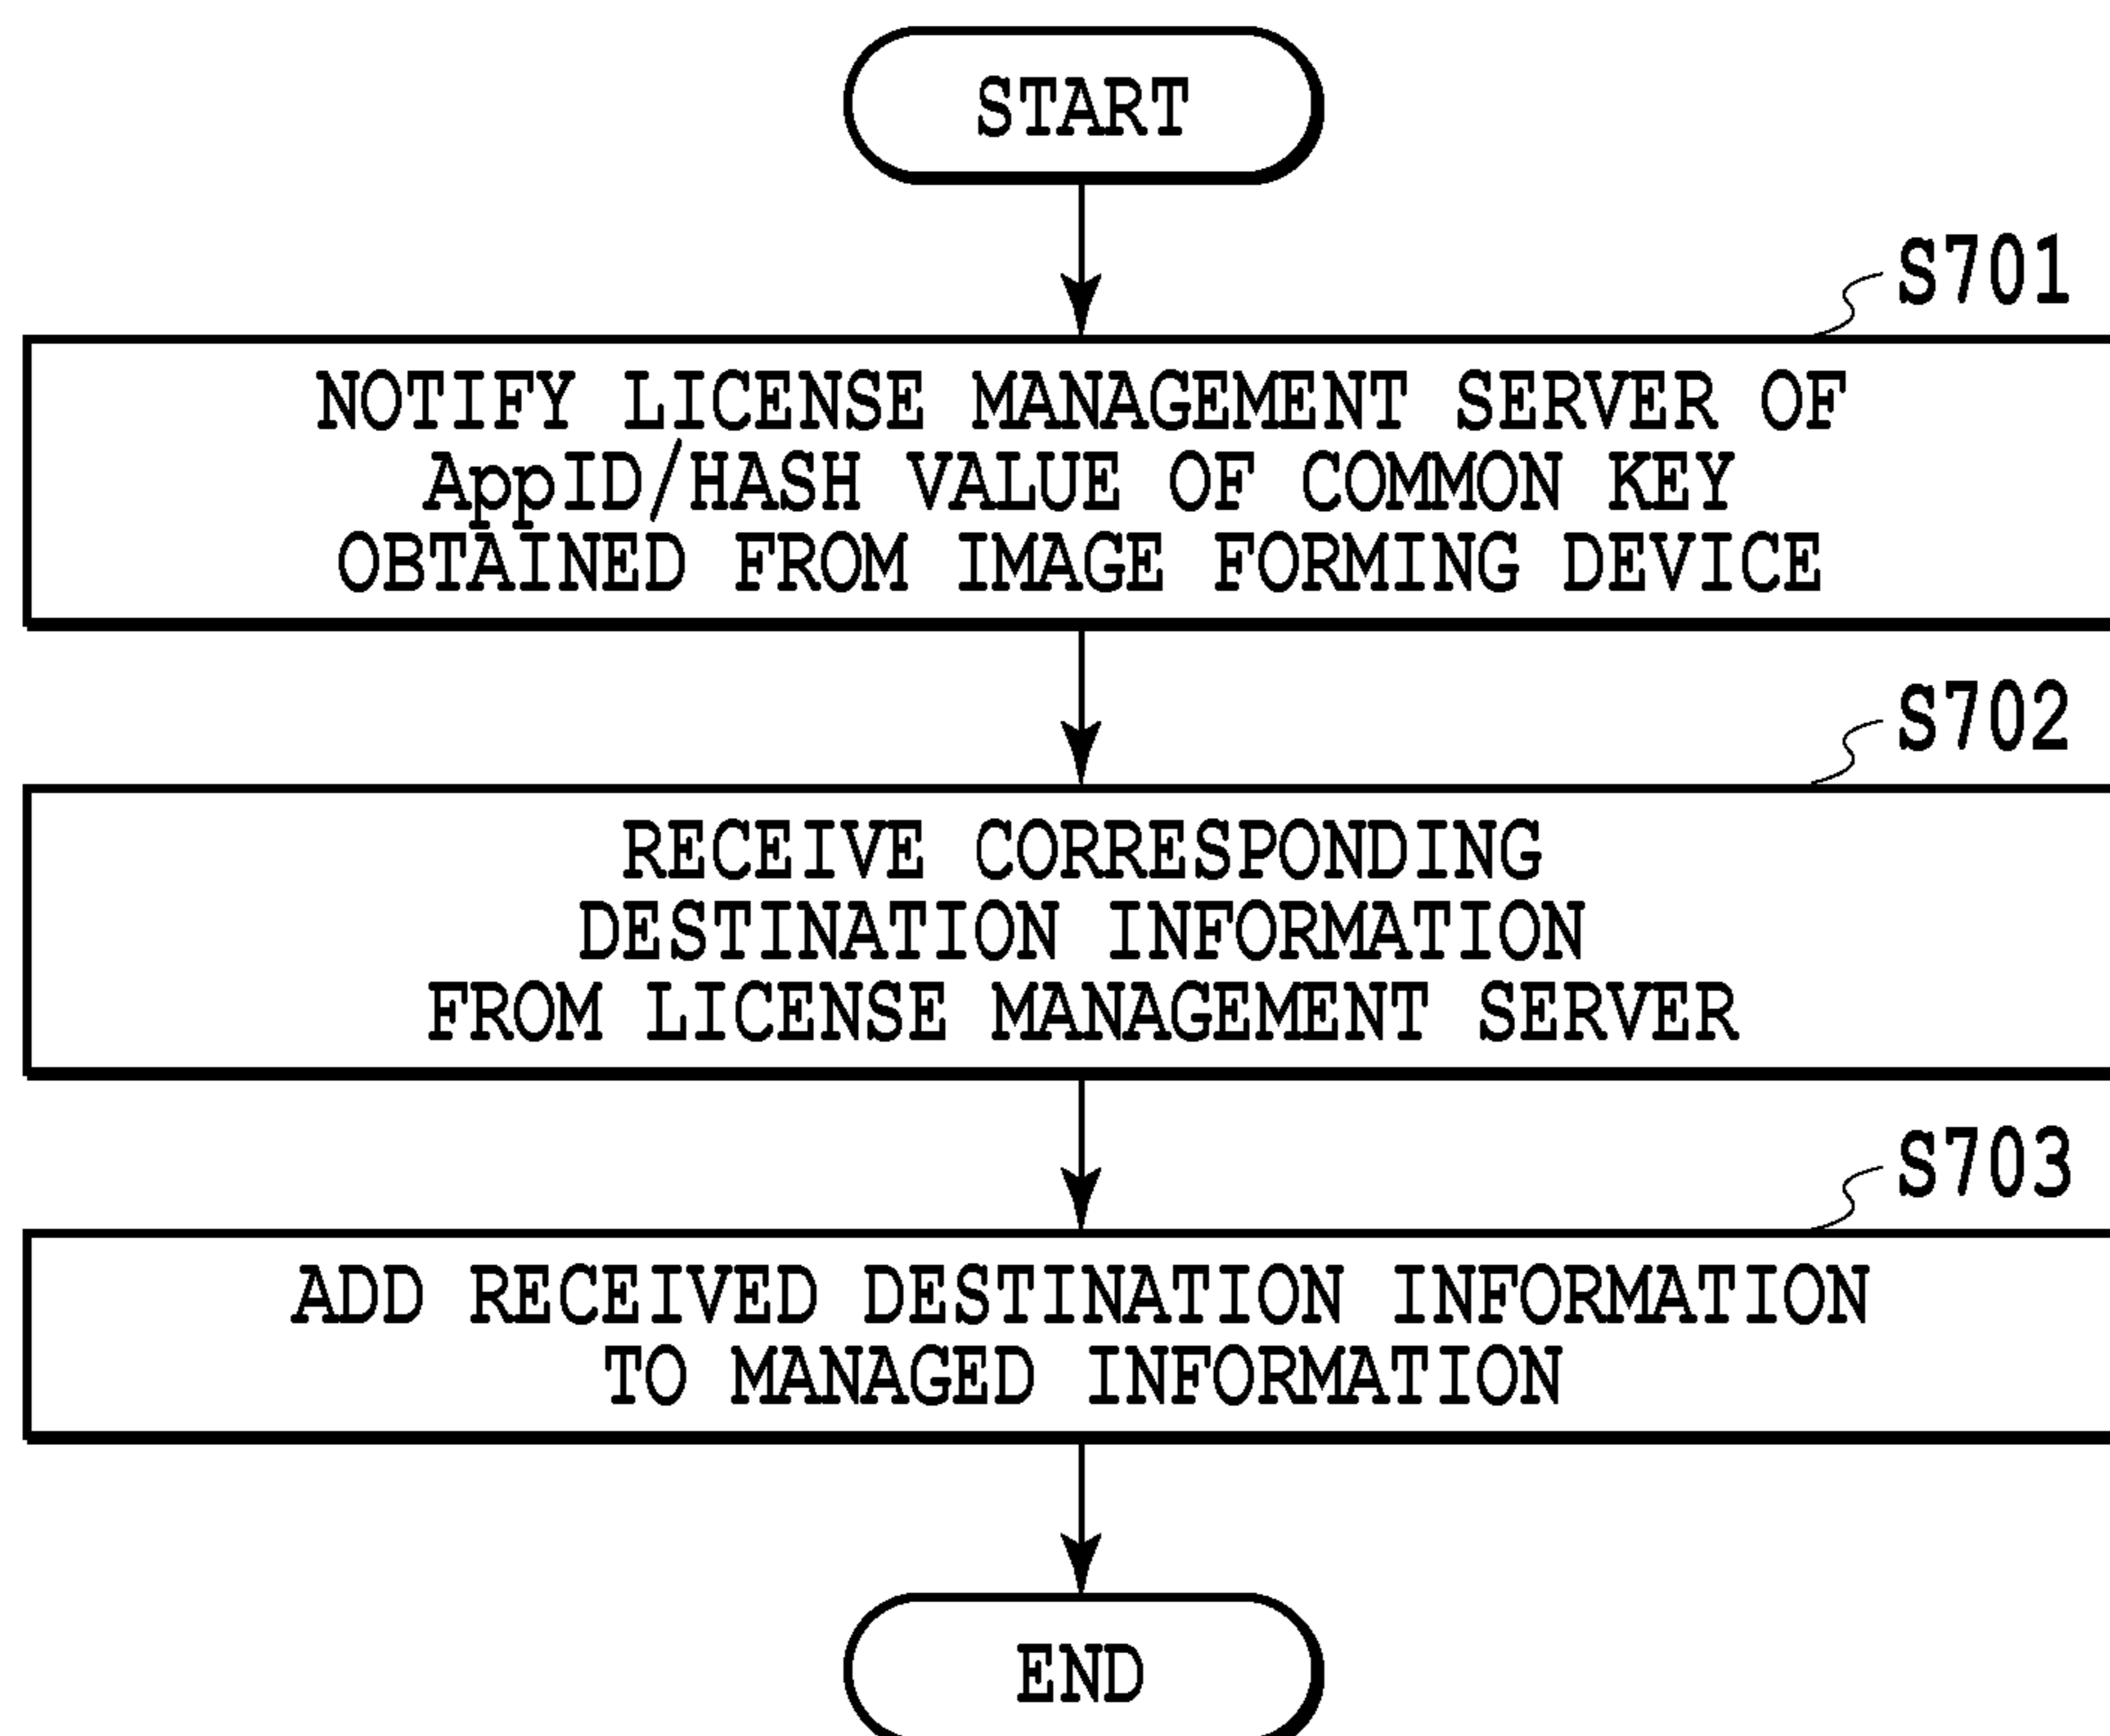 START
S701
NOTIFY LICENSE MANAGEMENT SERVER OF
AppID/HASH VALUE OF COMMON KEY
OBTAINED FROM IMAGE FORMING DEVICE
S702
RECEIVE CORRESPONDING
DESTINATION INFORMATION
FROM LICENSE MANAGEMENT SERVER
S703
ADD RECEIVED DESTINATION INFORMATION
TO MANAGED INFORMATION
END